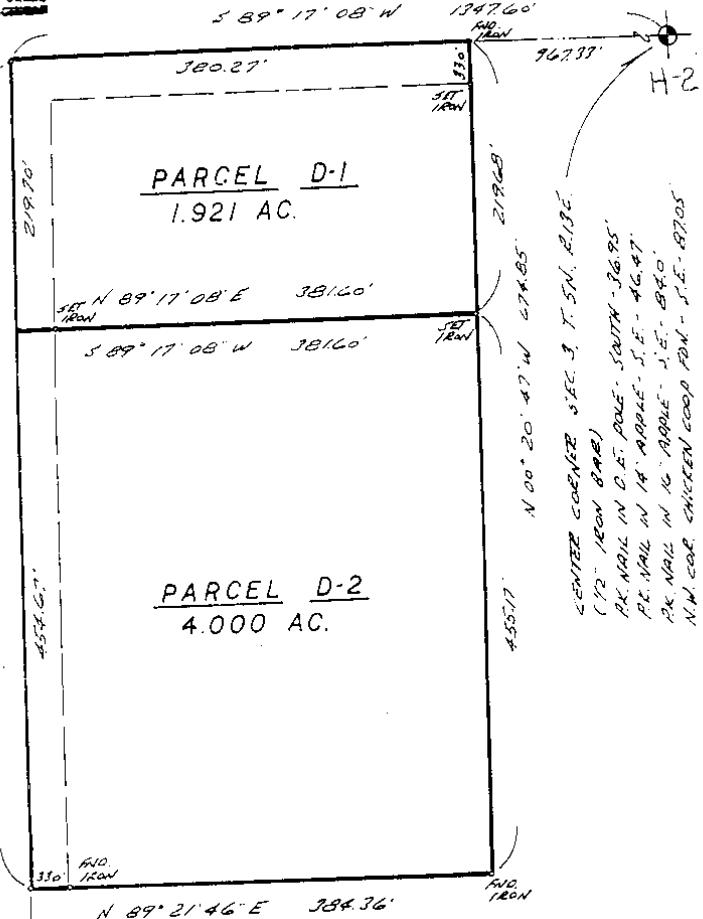 S 89° 17' 08" W 1347.60'
FND. IRON
967.33'
H-2
380.27'
33.0'
SET IRON
PARCEL D-1
1.921 AC.
219.70'
219.68'
SET IRON
N 89° 17' 08" E 381.60'
SET IRON
S 89° 17' 08" W 381.60'
N 00° 20' 47" W 674.85'
CENTER CORNER SEC. 3, T. 5N., R.13E.
(1/2" IRON BAR)
P.K. NAIL IN O.E. POLE - SOUTH - 36.95'
P.K. NAIL IN 14" APPLE - S.E. - 46.47'
P.K. NAIL IN 16" APPLE - S.E. - 84.0'
N.W. COR. CHICKEN COOP FDN. - S.E. - 87.05
PARCEL D-2
4.000 AC.
454.67'
455.17'
33.0'
FND. IRON
FND. IRON
N 89° 21' 46" E 384.36'